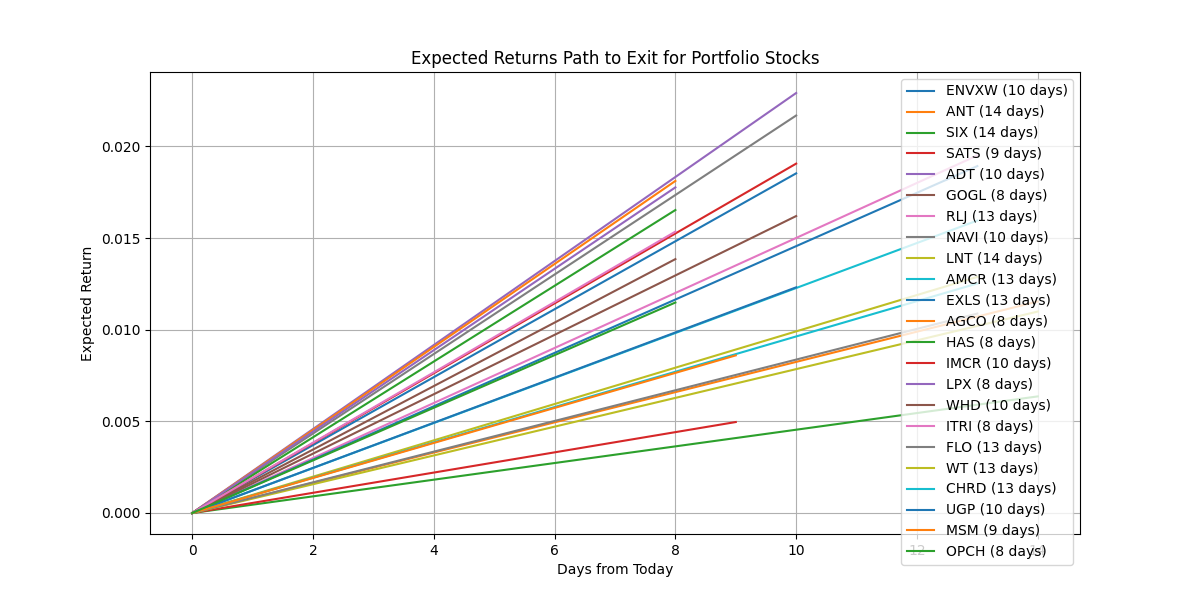 Expected Returns Path to Exit for Portfolio Stocks
Expected Return
0.020
0.015
0.010
0.005
0.000
0 2 4 6 8 10 12 14
Days from Today
ENVXW (10 days)
ANT (14 days)
SIX (14 days)
SATS (9 days)
ADT (10 days)
GOGL (8 days)
RLJ (13 days)
NAVI (10 days)
LNT (14 days)
AMCR (13 days)
EXLS (13 days)
AGCO (8 days)
HAS (8 days)
IMCR (10 days)
LPX (8 days)
WHD (10 days)
ITRI (8 days)
FLO (13 days)
WT (13 days)
CHRD (13 days)
UGP (10 days)
MSM (9 days)
OPCH (8 days)